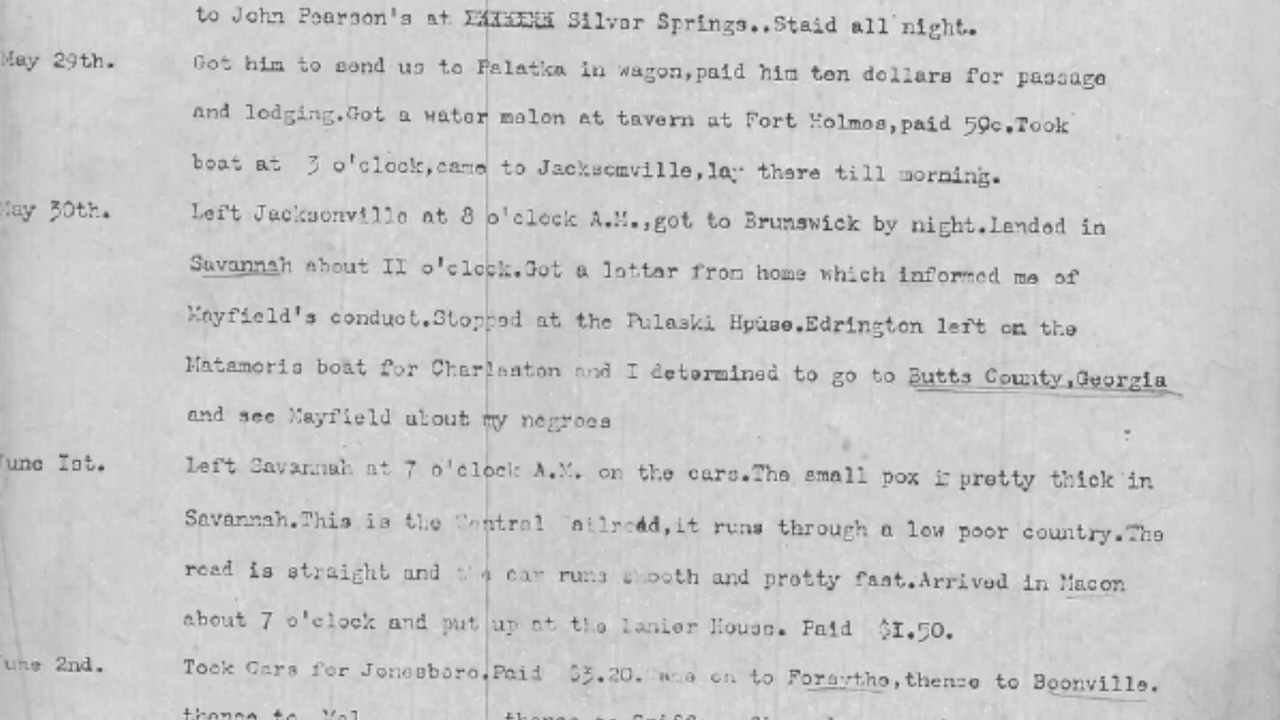 to John Pearson's at Silver Springs..Staid all night.
May 29th. Got him to send us to Palatka in wagon,paid him ten dollars for passage
and lodging.Got a water melon at tavern at Fort Holmes,paid 50c.Took
boat at 3 o'clock,came to Jacksomville,lay there till morning.
May 30th. Left Jacksonville at 8 o'clock A.M.,got to Brunswick by night.Landed in
Savannah about II o'clock.Got a letter from home which informed me of
Mayfield's conduct.Stopped at the Pulaski House.Edrington left on the
Matamoris boat for Charleston and I determined to go to Butts County,Georgia
and see Mayfield about my negroes
June Ist. Left Savannah at 7 o'clock A.M. on the cars.The small pox i pretty thick in
Savannah.This is the Central ailroad,it runs through a low poor country.The
road is straight and the car runs smooth and pretty fast.Arrived in Macon
about 7 o'clock and put up at the lanier House. Paid $I.50.
June 2nd. Took Cars for Jonesboro.Paid $3.20. on to Forsythe,thence to Boonville.
thence to thence to